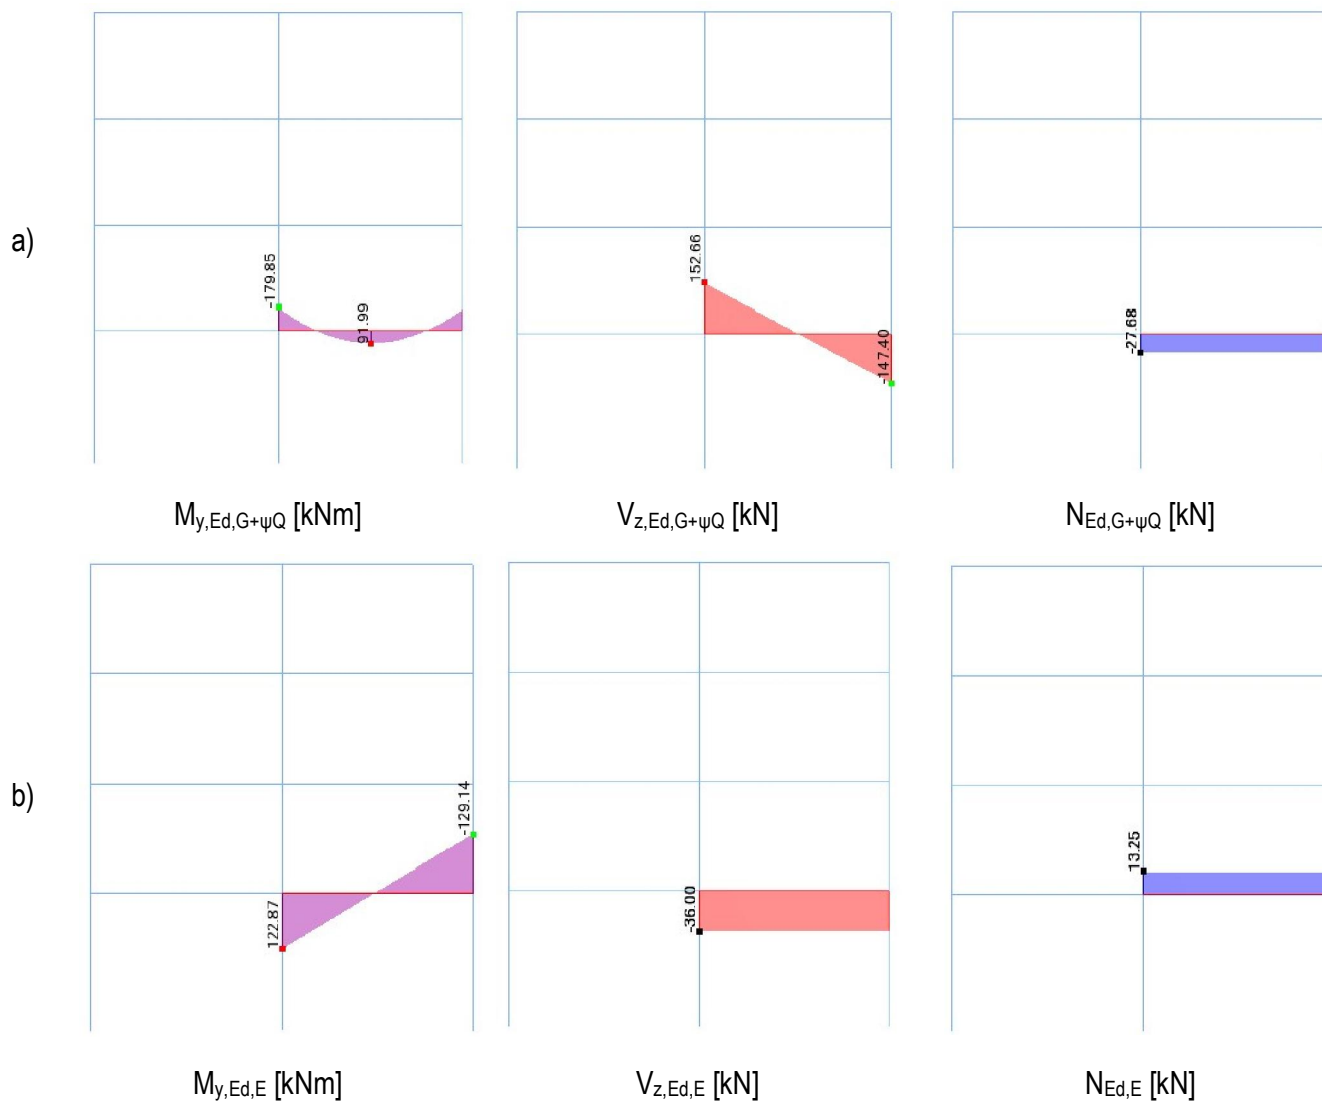 a)
-179.85
91.99
152.66
-147.40
-27.68
My,Ed,G+ψQ [kNm]
Vz,Ed,G+ψQ [kN]
NEd,G+ψQ [kN]
b)
122.87
-129.14
-36.00
13.25
My,Ed,E [kNm]
Vz,Ed,E [kN]
NEd,E [kN]